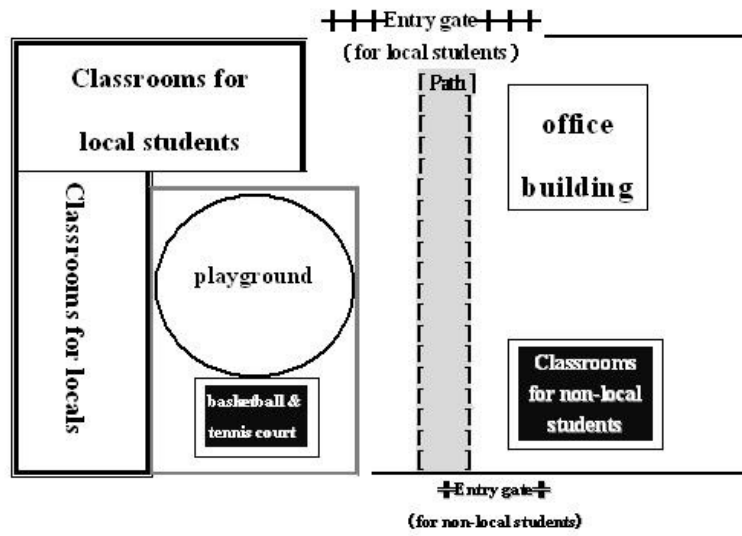 Entry gate
(for local students)
Classrooms for
local students
Path
office
building
Classrooms for locals
playground
basketball &
tennis court
Classrooms
for non-local
students
Entry gate
(for non-local students)